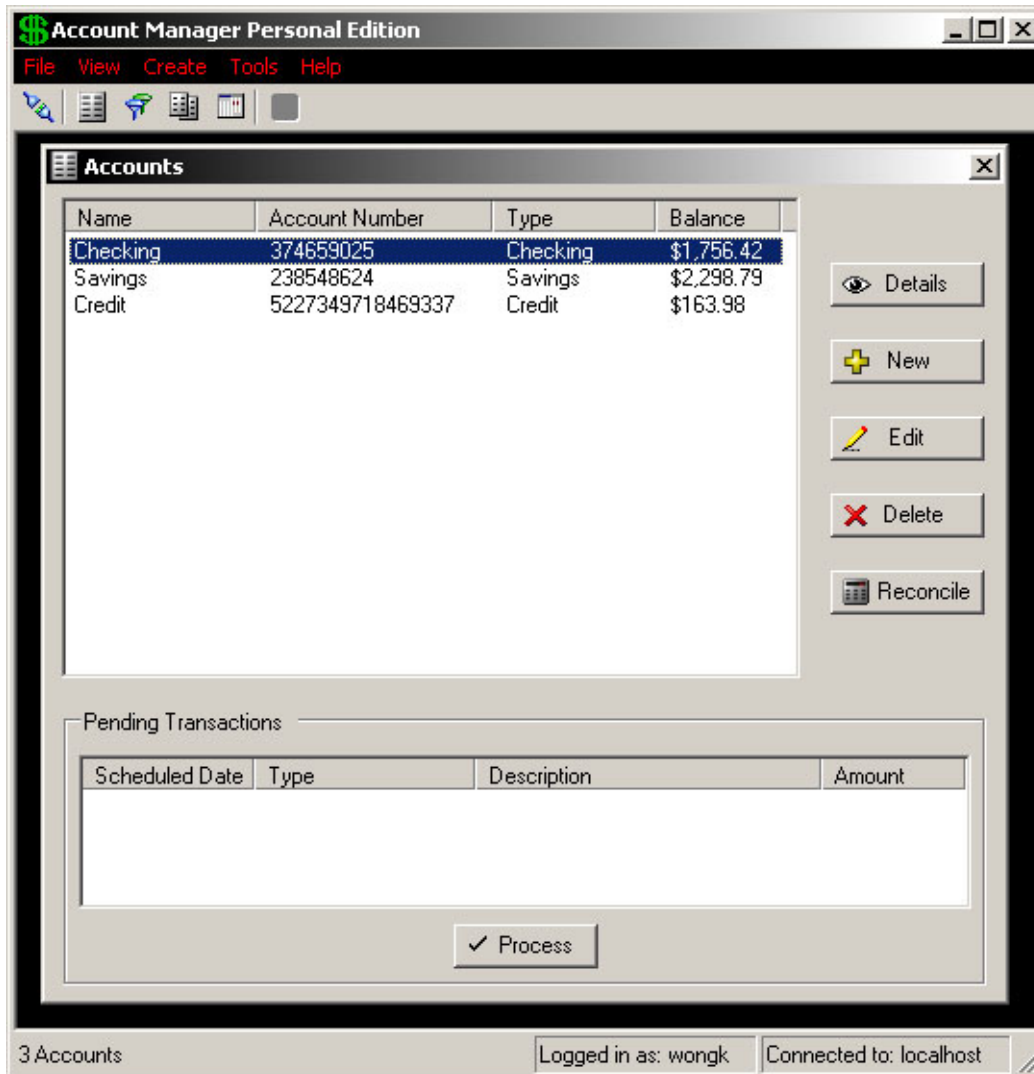 Account Manager Personal Edition
File View Create Tools Help
Accounts
Name Account Number Type Balance
Checking 374659025 Checking $1,756.42
Savings 238548624 Savings $2,298.79
Credit 5227349718469337 Credit $163.98
Details
New
Edit
Delete
Reconcile
Pending Transactions
Scheduled Date Type Description Amount
Process
3 Accounts Logged in as: wongk Connected to: localhost